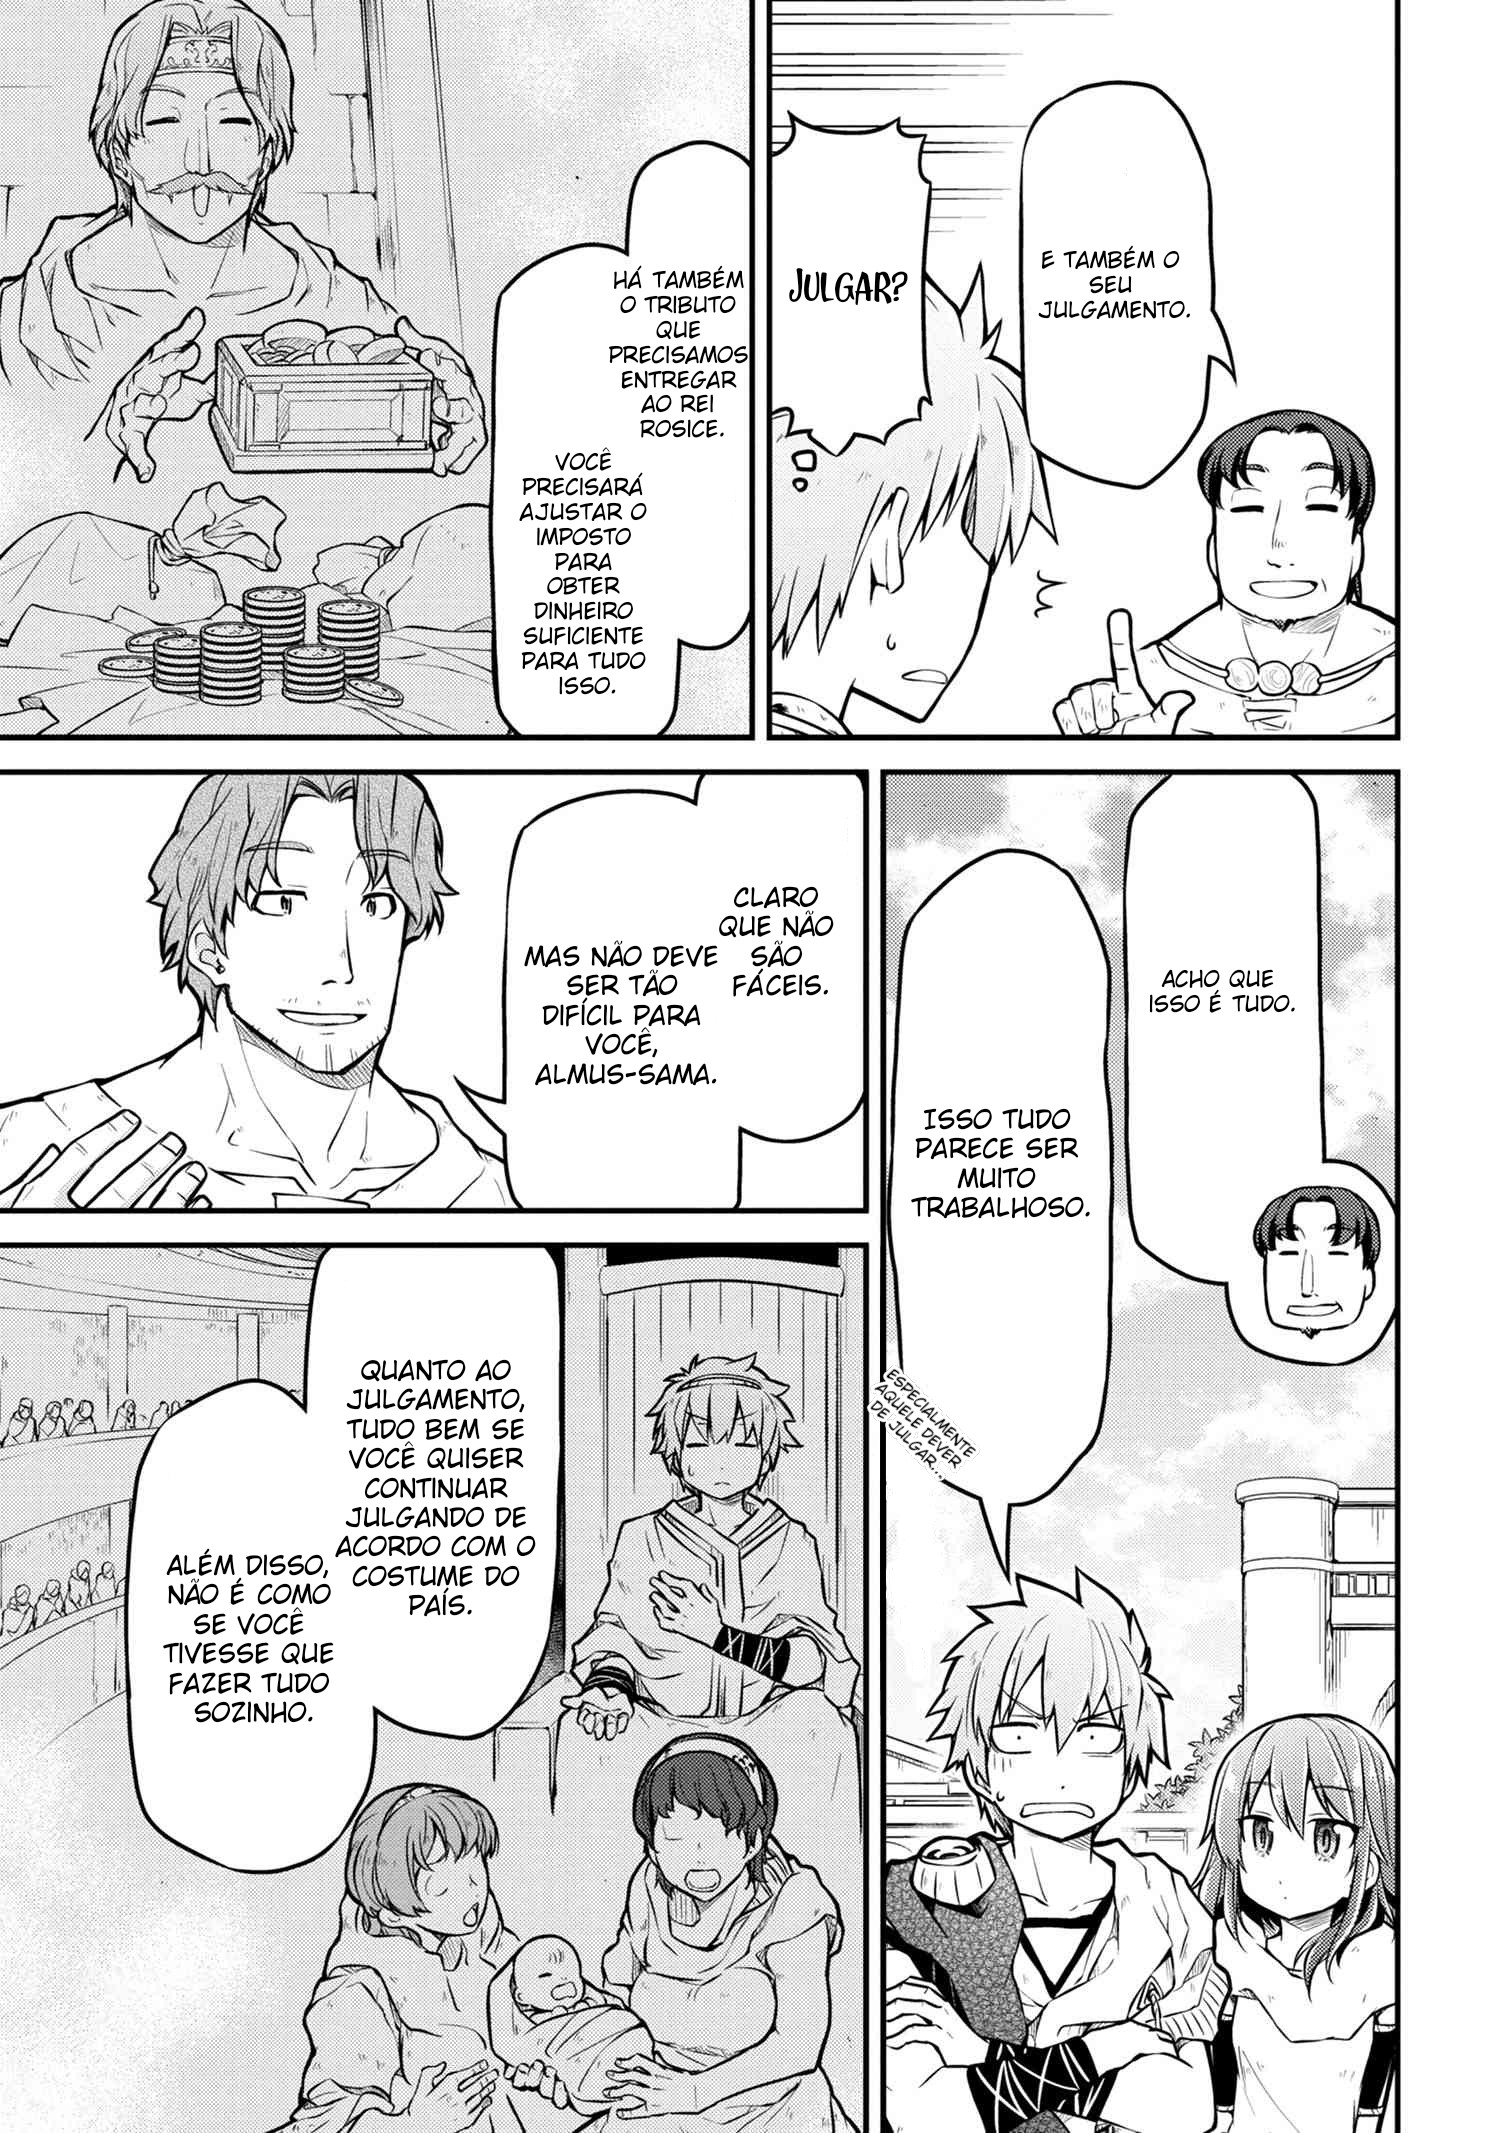 E TAMBÉM O
SEU
JULGAMENTO.
JULGAR?
HÁ TAMBÉM
O TRIBUTO
QUE
PRECISAMOS
ENTREGAR
AO REI
ROSICE.
VOCÊ
PRECISARÁ
AJUSTAR O
IMPOSTO
PARA
OBTER
DINHEIRO
SUFICIENTE
PARA TUDO
ISSO.
ACHO QUE
ISSO É TUDO.
ISSO TUDO
PARECE SER
MUITO
TRABALHOSO.
ESPECIALMENTE
AQUELE DEVER
DE JULGAR...
CLARO
QUE NÃO
SÃO
FÁCEIS.
MAS NÃO DEVE
SER TÃO
DIFÍCIL PARA
VOCÊ,
ALMUS-SAMA.
QUANTO AO
JULGAMENTO,
TUDO BEM SE
VOCÊ QUISER
CONTINUAR
JULGANDO DE
ACORDO COM O
COSTUME DO
PAÍS.
ALÉM DISSO,
NÃO É COMO
SE VOCÊ
TIVESSE QUE
FAZER TUDO
SOZINHO.